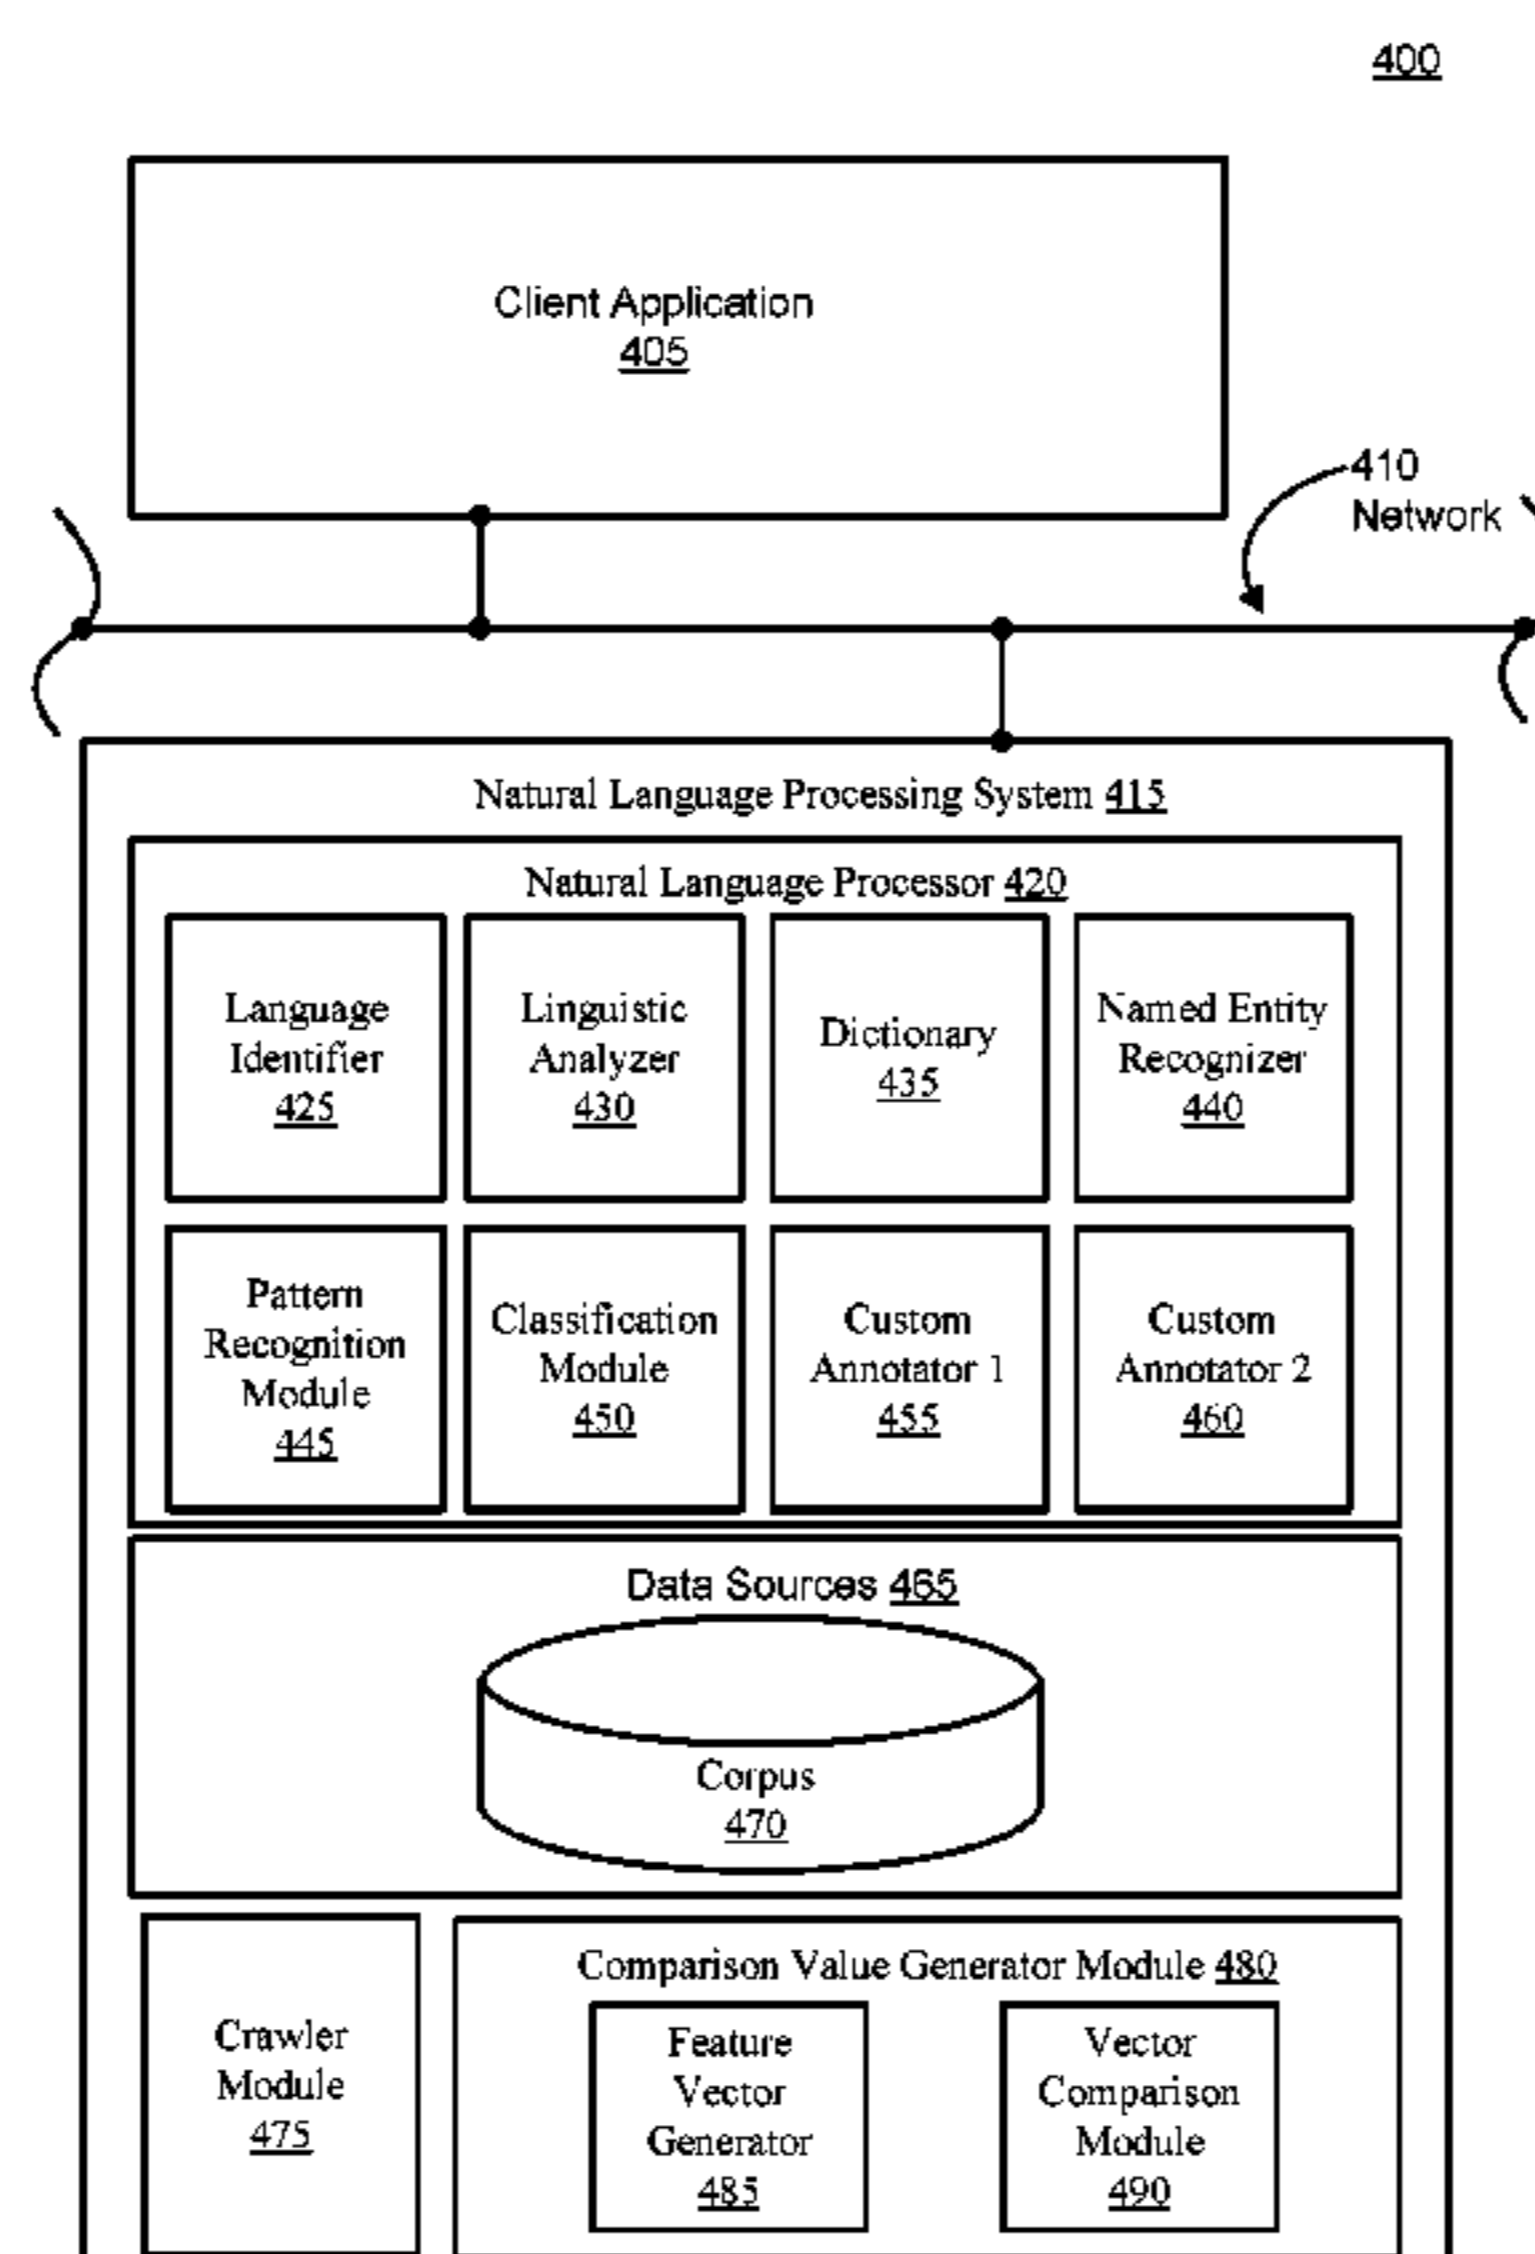 400
Client Application
405
410
Network
Natural Language Processing System 415
Natural Language Processor 420
Language
Identifier
425
Linguistic
Analyzer
430
Dictionary
435
Named Entity
Recognizer
440
Pattern
Recognition
Module
445
Classification
Module
450
Custom
Annotator 1
455
Custom
Annotator 2
460
Data Sources 465
Corpus
470
Crawler
Module
475
Comparison Value Generator Module 480
Feature
Vector
Generator
485
Vector
Comparison
Module
490